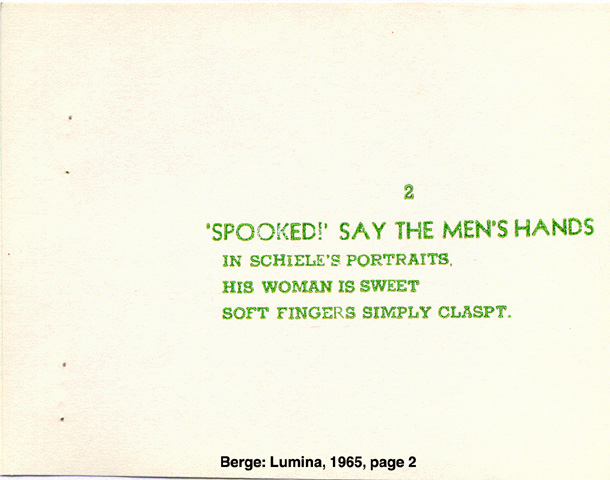 2
'SPOOKED!' SAY THE MEN'S HANDS
IN SCHIELE'S PORTRAITS,
HIS WOMAN IS SWEET
SOFT FINGERS SIMPLY CLASPT.
Berge: Lumina, 1965, page 2